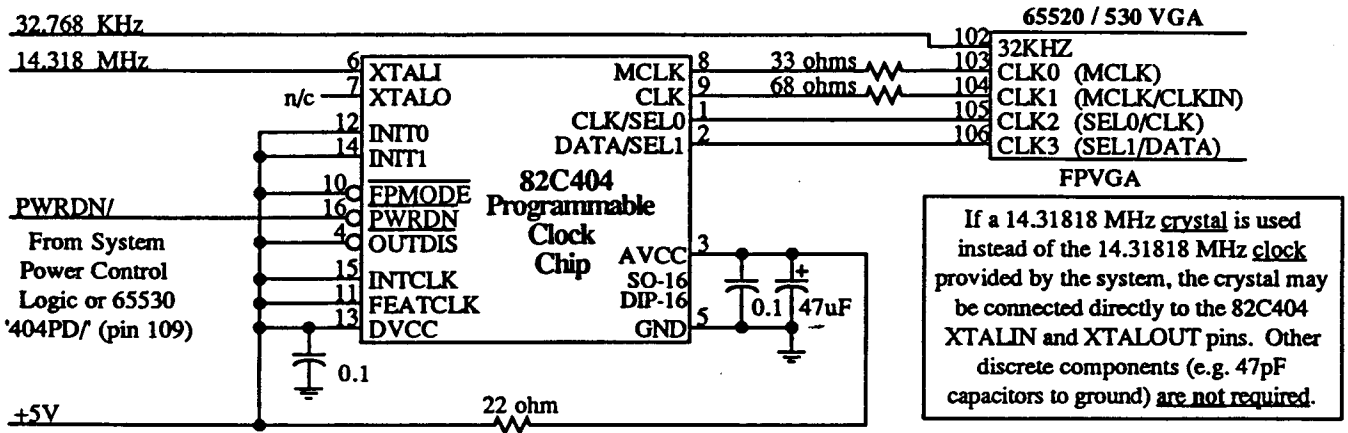 32.768 KHz
14.318 MHz
6 XTALI
7 XTALO
n/c
12 INIT0
14 INIT1
10 FPMODE
16 PWRDN
4 OUTDIS
15 INTCLK
11 FEATCLK
13 DVCC
PWRDN/
From System
Power Control
Logic or 65530
'404PD/' (pin 109)
0.1
+5V
22 ohm
82C404
Programmable
Clock
Chip
MCLK 8
CLK 9
CLK/SEL0 1
DATA/SEL1 2
AVCC 3
SO-16
DIP-16
GND 5
33 ohms
68 ohms
0.1
+
47uF
65520 / 530 VGA
102 32KHZ
103 CLK0 (MCLK)
104 CLK1 (MCLK/CLKIN)
105 CLK2 (SEL0/CLK)
106 CLK3 (SEL1/DATA)
FPVGA
If a 14.31818 MHz crystal is used
instead of the 14.31818 MHz clock
provided by the system, the crystal may
be connected directly to the 82C404
XTALIN and XTALOUT pins. Other
discrete components (e.g. 47pF
capacitors to ground) are not required.